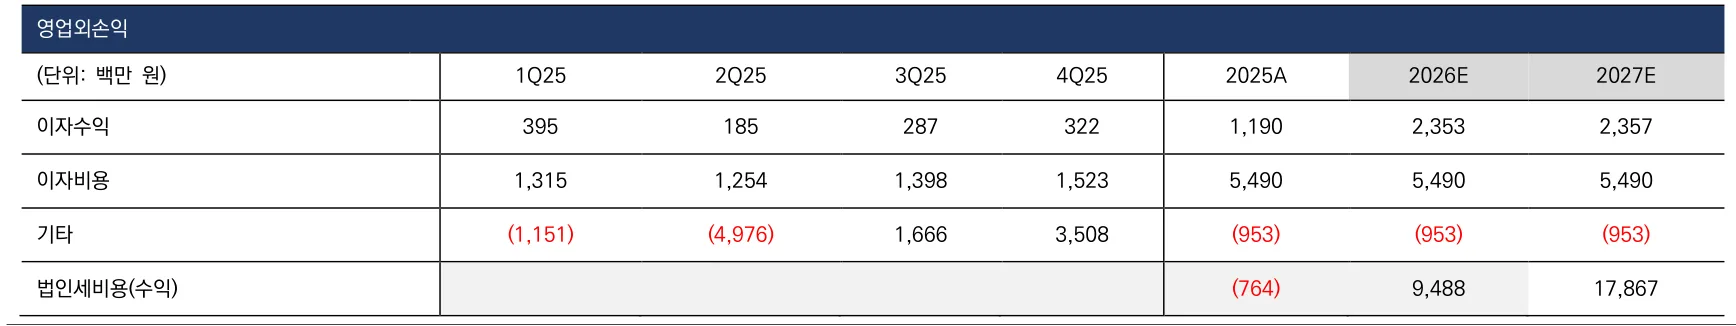 영업외손익
(단위: 백만 원) 1Q25 2Q25 3Q25 4Q25 2025A 2026E 2027E
이자수익 395 185 287 322 1,190 2,353 2,357
이자비용 1,315 1,254 1,398 1,523 5,490 5,490 5,490
기타 (1,151) (4,976) 1,666 3,508 (953) (953) (953)
법인세비용(수익) (764) 9,488 17,867